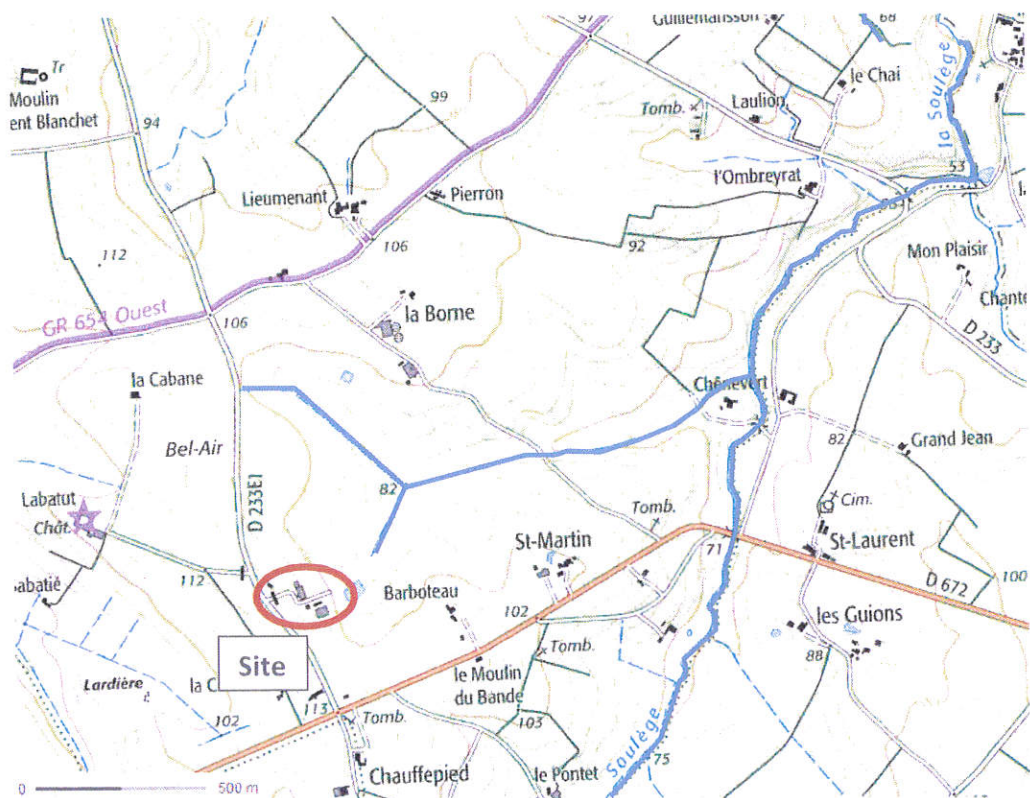 97
68
Tr
Moulin
ent Blanchet
94
99
le Chai
Tomb.
Laulion
la Soulège
53
Lieumenant
Pierron
l'Ombreyrat
106
92
112
Mon Plaisir
GR 654 Ouest
106
la Borne
D 233
la Cabane
Chênevert
Bel-Air
82
Grand Jean
82
D 233E1
Labatut
Chât.
Tomb.
Cim.
St-Martin
71
St-Laurent
abatié
112
Barboteau
102
D 672
100
les Guions
Site
Tomb.
88
Lardière
la C
le Moulin
du Bande
102
113
Tomb.
103
Soulège
75
Chauffepied
le Pontet
0
500 m